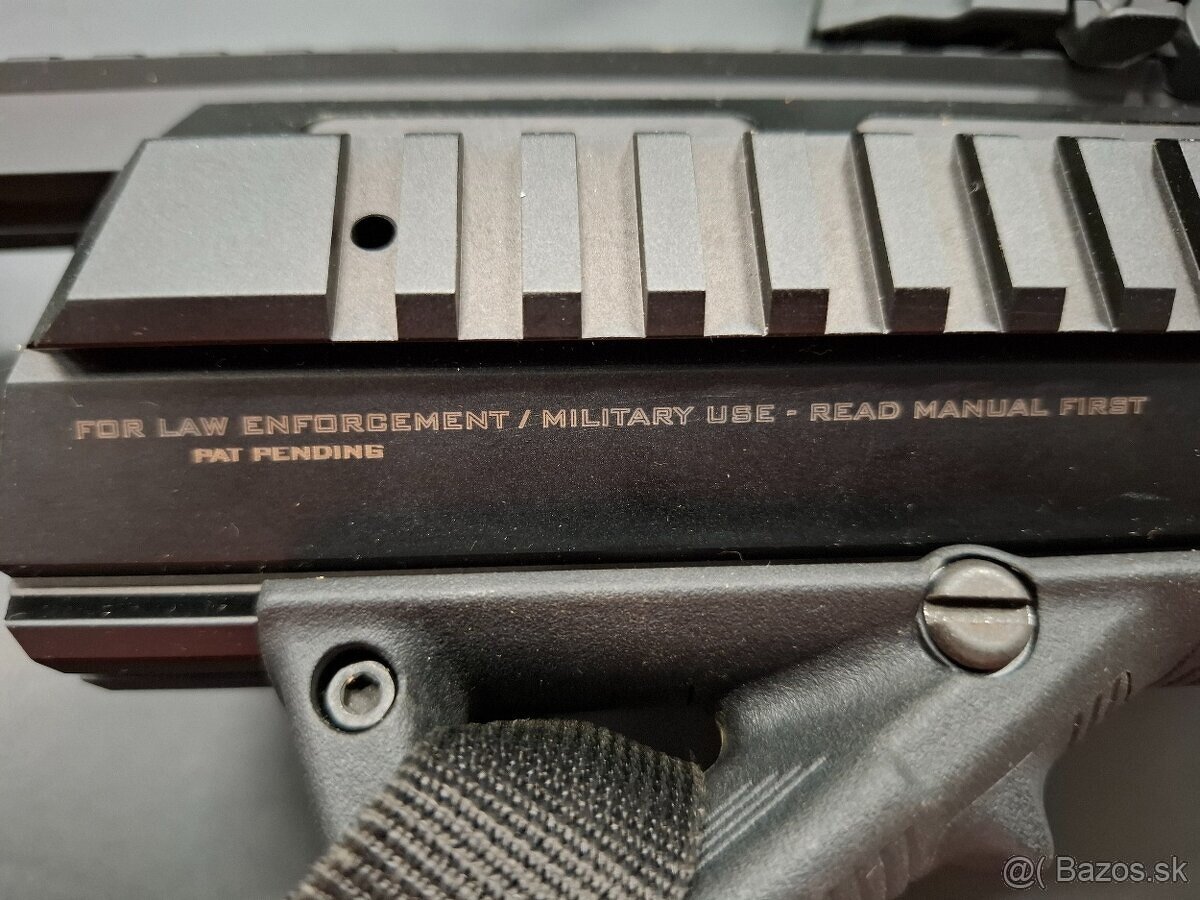 FOR LAW ENFORCEMENT / MILITARY USE - READ MANUAL FIRST
PAT PENDING
@( Bazos.sk